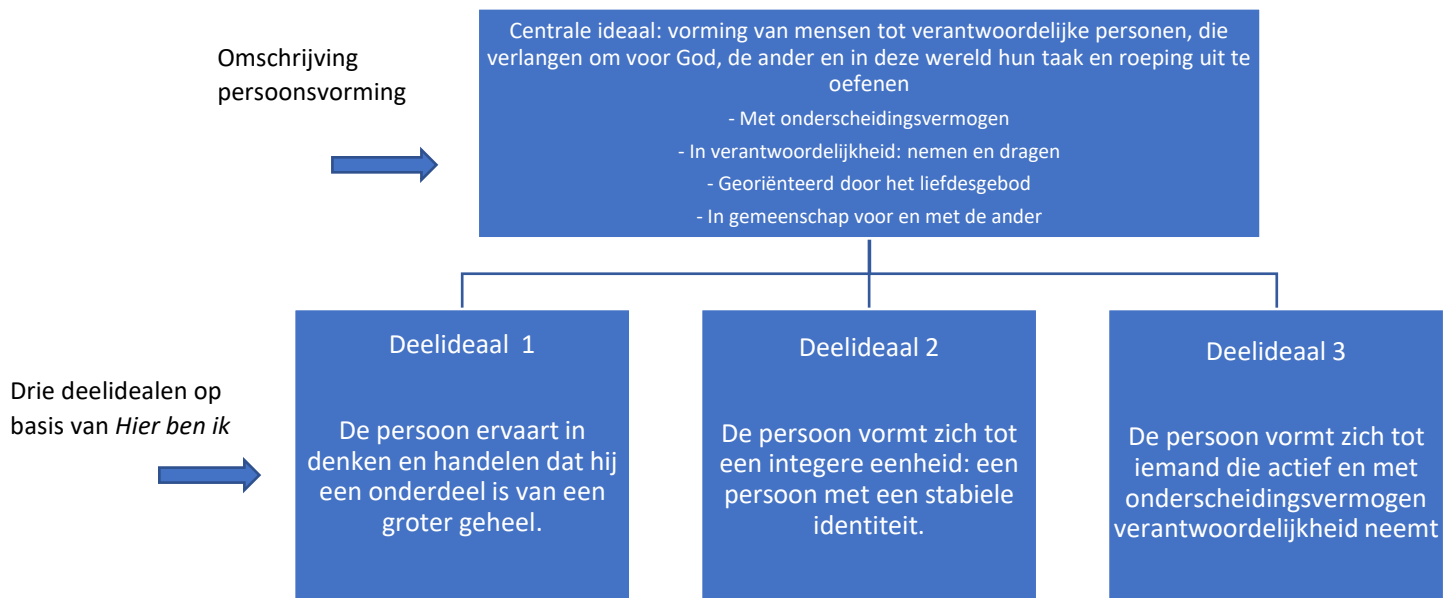 Omschrijving
persoonsvorming
Centrale ideaal: vorming van mensen tot verantwoordelijke personen, die
verlangen om voor God, de ander en in deze wereld hun taak en roeping uit te
oefenen
- Met onderscheidingsvermogen
- In verantwoordelijkheid: nemen en dragen
- Georiënteerd door het liefdesgebod
- In gemeenschap voor en met de ander
Drie deelidealen op
basis van Hier ben ik
Deelideaal 1
De persoon ervaart in
denken en handelen dat hij
een onderdeel is van een
groter geheel.
Deelideaal 2
De persoon vormt zich tot
een integere eenheid: een
persoon met een stabiele
identiteit.
Deelideaal 3
De persoon vormt zich tot
iemand die actief en met
onderscheidingsvermogen
verantwoordelijkheid neemt